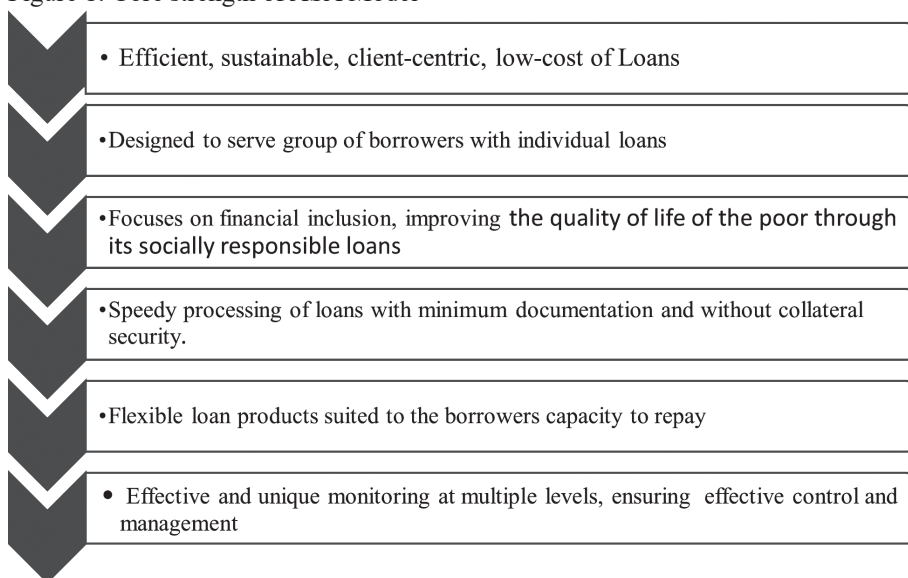 • Efficient, sustainable, client-centric, low-cost of Loans
•Designed to serve group of borrowers with individual loans
•Focuses on financial inclusion, improving the quality of life of the poor through
its socially responsible loans
•Speedy processing of loans with minimum documentation and without collateral
security.
•Flexible loan products suited to the borrowers capacity to repay
• Effective and unique monitoring at multiple levels, ensuring effective control and
management